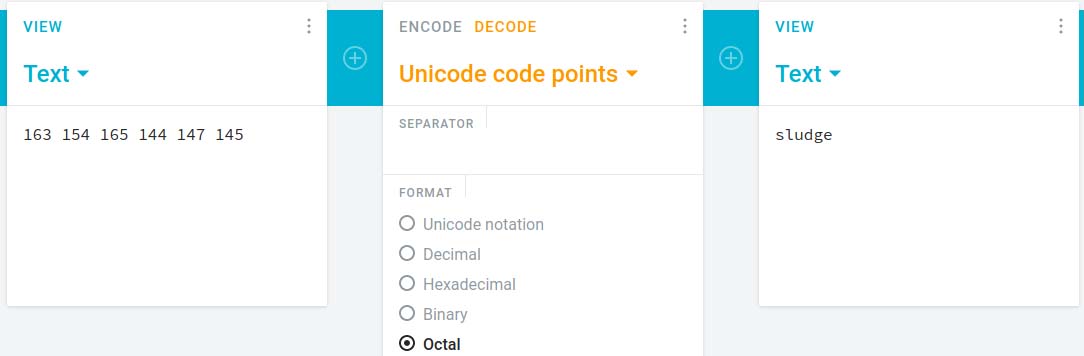 VIEW
Text
163 154 165 144 147 145
ENCODE DECODE
Unicode code points
SEPARATOR
FORMAT
Unicode notation
Decimal
Hexadecimal
Binary
Octal
VIEW
Text
sludge